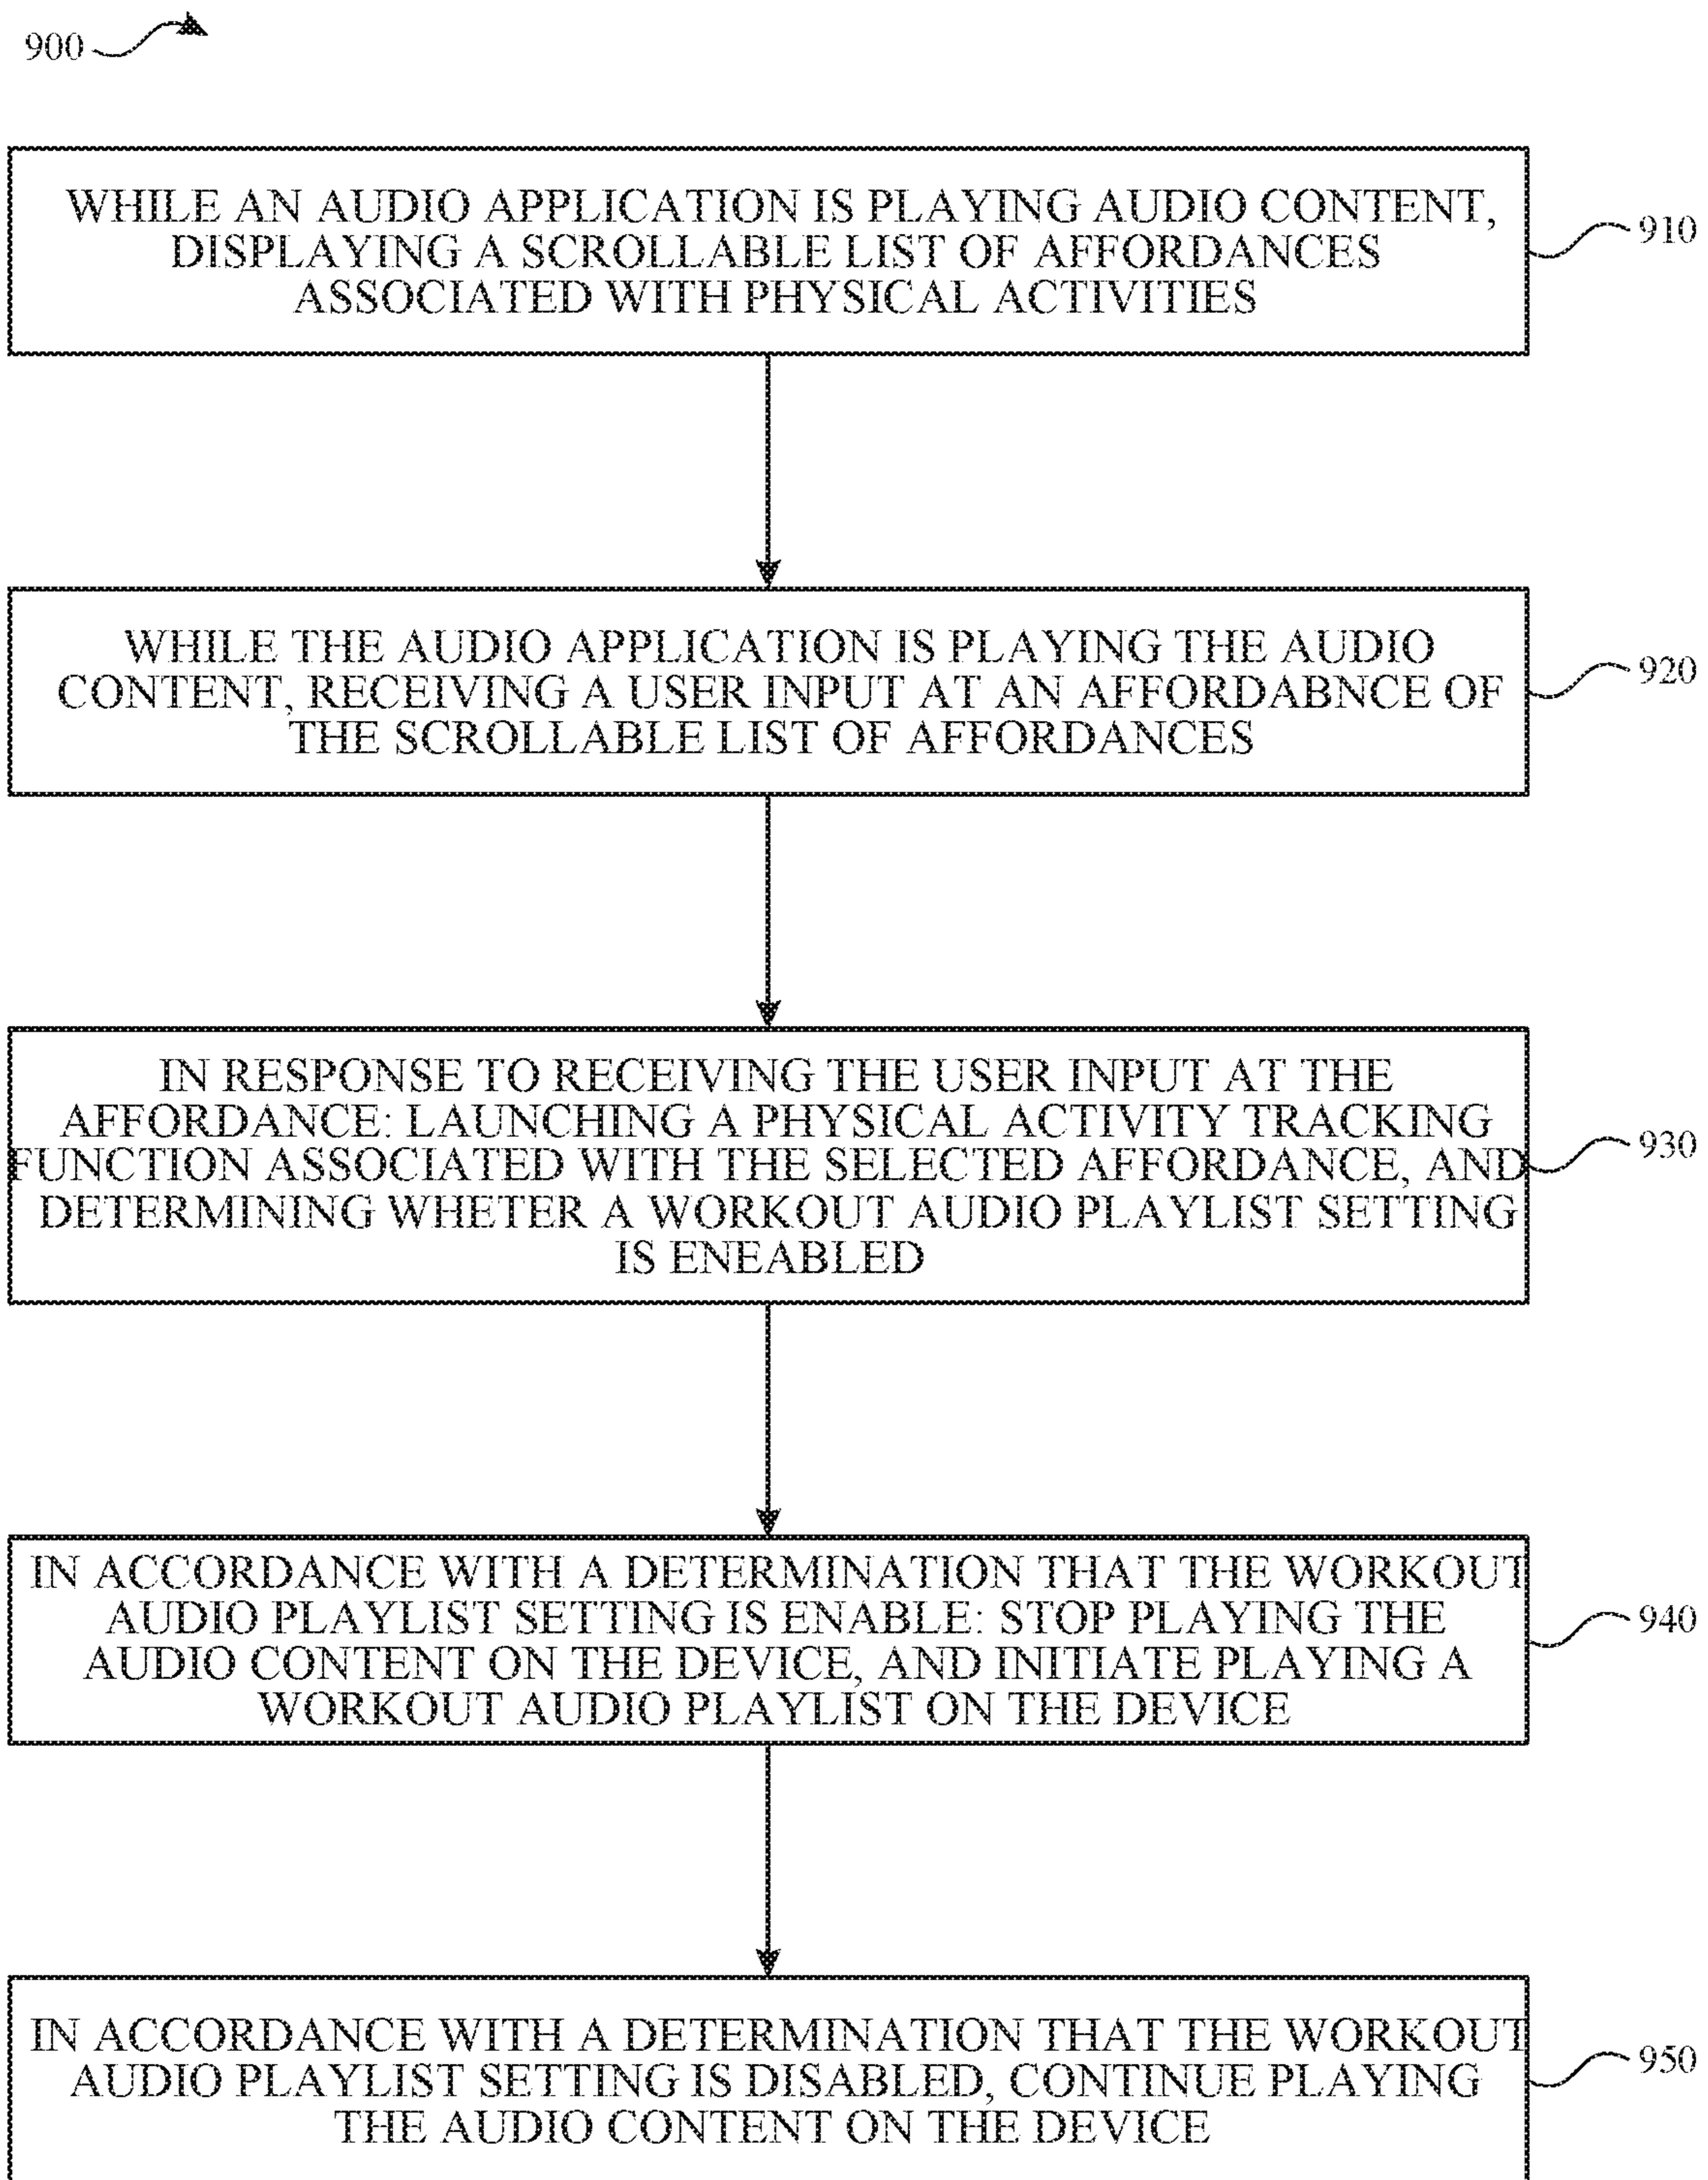 900
WHILE AN AUDIO APPLICATION IS PLAYING AUDIO CONTENT,
DISPLAYING A SCROLLABLE LIST OF AFFORDANCES
ASSOCIATED WITH PHYSICAL ACTIVITIES
910
WHILE THE AUDIO APPLICATION IS PLAYING THE AUDIO
CONTENT, RECEIVING A USER INPUT AT AN AFFORDABNCE OF
THE SCROLLABLE LIST OF AFFORDANCES
920
IN RESPONSE TO RECEIVING THE USER INPUT AT THE
AFFORDANCE: LAUNCHING A PHYSICAL ACTIVITY TRACKING
FUNCTION ASSOCIATED WITH THE SELECTED AFFORDANCE, AND
DETERMINING WHETER A WORKOUT AUDIO PLAYLIST SETTING
IS ENEABLED
930
IN ACCORDANCE WITH A DETERMINATION THAT THE WORKOUT
AUDIO PLAYLIST SETTING IS ENABLE: STOP PLAYING THE
AUDIO CONTENT ON THE DEVICE, AND INITIATE PLAYING A
WORKOUT AUDIO PLAYLIST ON THE DEVICE
940
IN ACCORDANCE WITH A DETERMINATION THAT THE WORKOUT
AUDIO PLAYLIST SETTING IS DISABLED, CONTINUE PLAYING
THE AUDIO CONTENT ON THE DEVICE
950